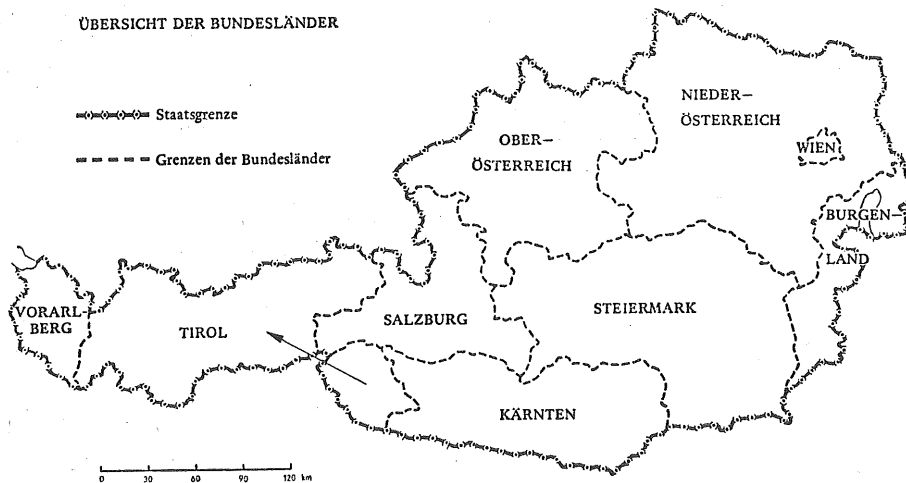 ÜBERSICHT DER BUNDESLÄNDER
Staatsgrenze
Grenzen der Bundesländer
NIEDER–
ÖSTERREICH
OBER–
ÖSTERREICH
WIEN
BURGEN–
LAND
VORARL–
BERG
TIROL
SALZBURG
STEIERMARK
KÄRNTEN
0 30 60 90 120 km